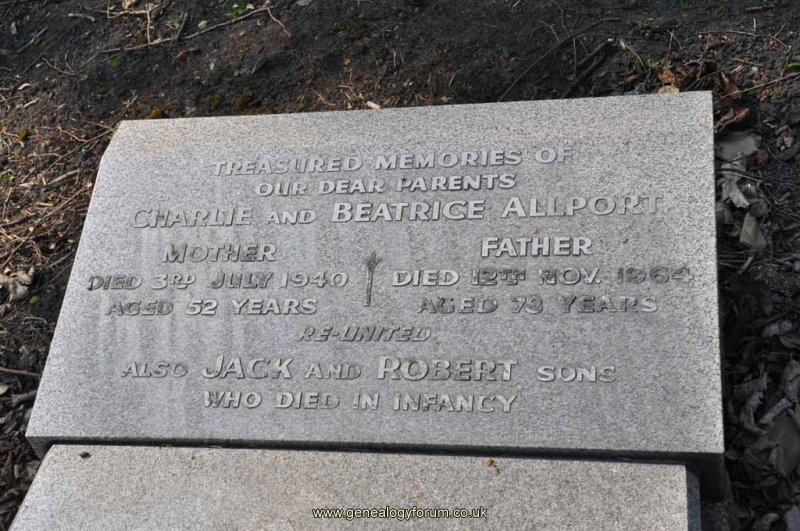 TREASURED MEMORIES OF
OUR DEAR PARENTS
CHARLIE AND BEATRICE ALLPORT
MOTHER FATHER
DIED 3RD JULY 1940 DIED 12TH NOV. 1964
AGED 52 YEARS AGED 73 YEARS
RE-UNITED
ALSO JACK AND ROBERT SONS
WHO DIED IN INFANCY
www.genealogyforum.co.uk